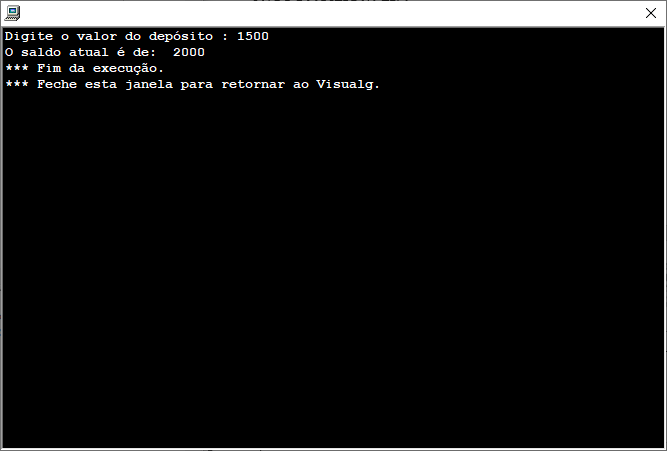 Digite o valor do depósito : 1500
O saldo atual é de:  2000
*** Fim da execução.
*** Feche esta janela para retornar ao Visualg.